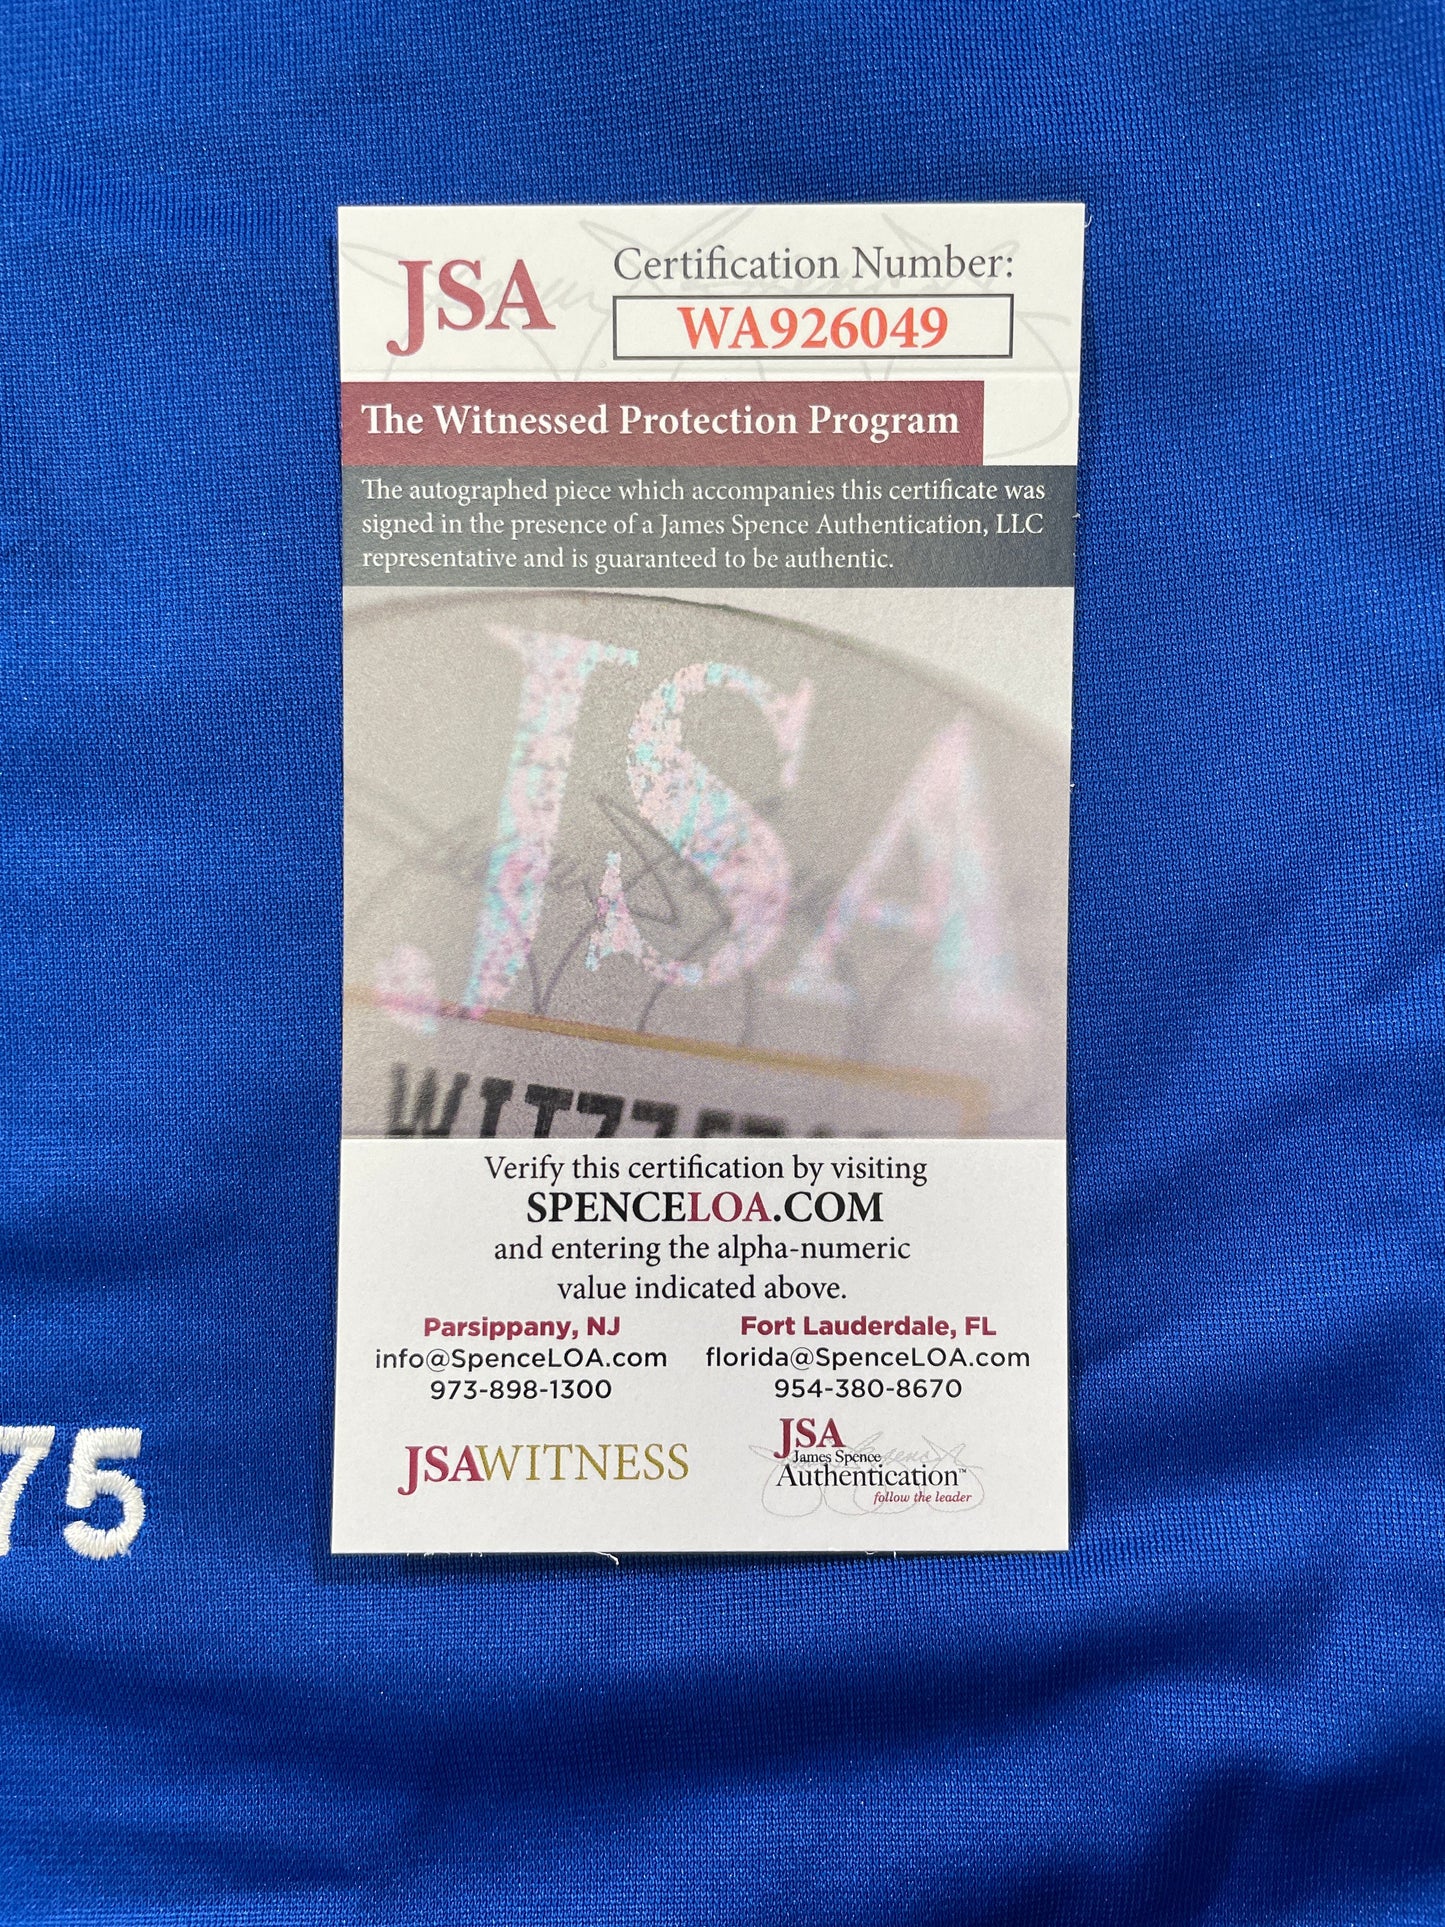 JSA
Certification Number:
WA926049
The Witnessed Protection Program
The autographed piece which accompanies this certificate was
signed in the presence of a James Spence Authentication, LLC
representative and is guaranteed to be authentic.
JSA
Verify this certification by visiting
SPENCELOA.COM
and entering the alpha-numeric
value indicated above.
Parsippany, NJ
info@SpenceLOA.com
973-898-1300
Fort Lauderdale, FL
florida@SpenceLOA.com
954-380-8670
JSAWITNESS
JSA
James Spence
Authentication™
follow the leader
75